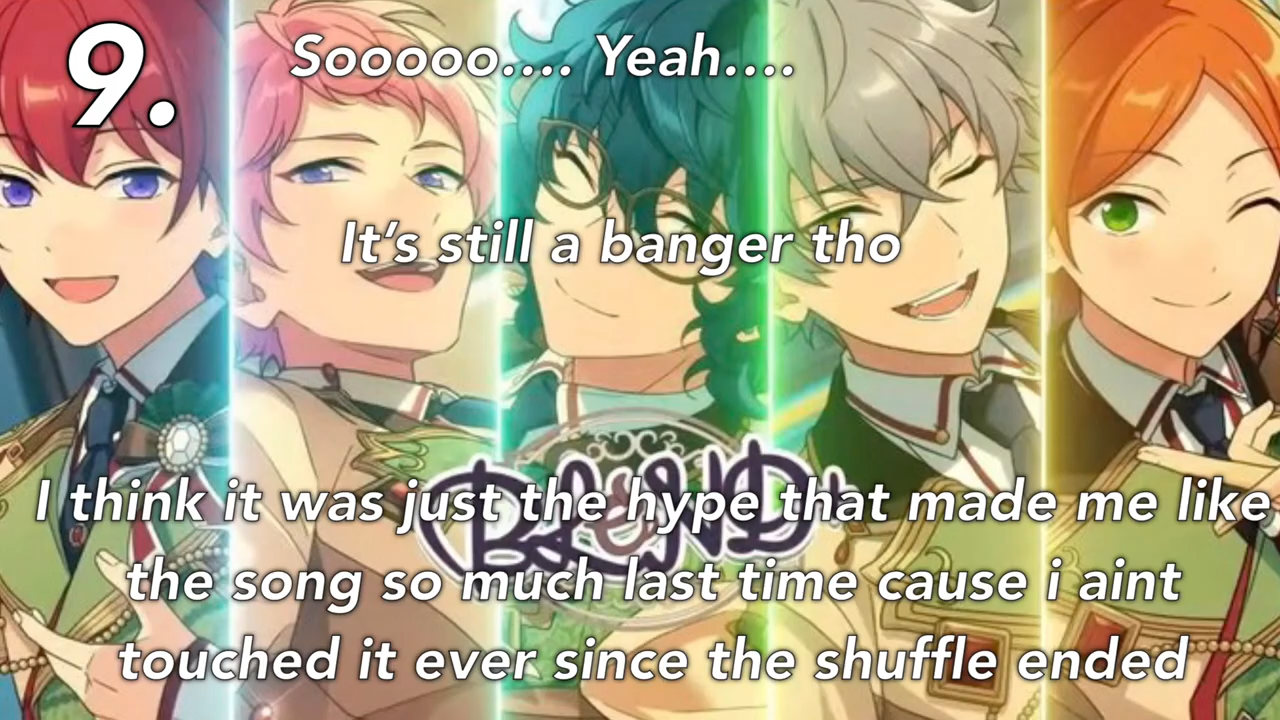 9.
Sooooo.... Yeah....
It's still a banger tho
I think it was just the hype that made me like
the song so much last time cause i aint
touched it ever since the shuffle ended
BLEND+